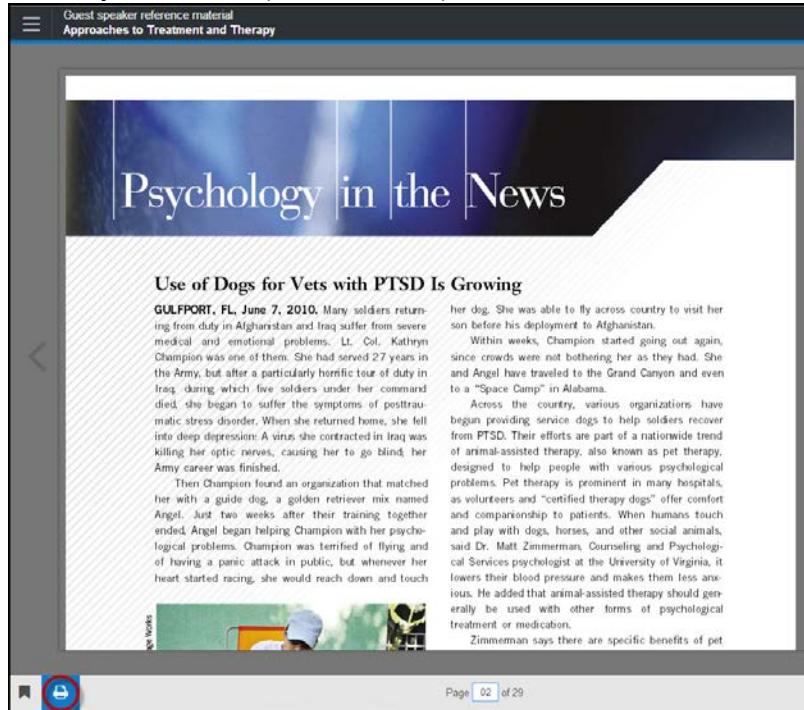 Guest speaker reference material
Approaches to Treatment and Therapy
Psychology in the News
Use of Dogs for Vets with PTSD Is Growing
GULFPORT, FL, June 7, 2010. Many soldiers return-
ing from duty in Afghanistan and Iraq suffer from severe
medical and emotional problems. Lt. Col. Kathryn
Champion was one of them. She had served 27 years in
the Army, but after a particularly horrific tour of duty in
Iraq, during which five soldiers under her command
died, she began to suffer the symptoms of posttrau-
matic stress disorder. When she returned home, she fell
into deep depression: A virus she contracted in Iraq was
killing her optic nerves, causing her to go blind; her
Army career was finished.
Then Champion found an organization that matched
her with a guide dog, a golden retriever mix named
Angel. Just two weeks after their training together
ended, Angel began helping Champion with her psycho-
logical problems. Champion was terrified of flying and
of having a panic attack in public, but whenever her
heart started racing, she would reach down and touch
her dog. She was able to fly across country to visit her
son before his deployment to Afghanistan.
Within weeks, Champion started going out again,
since crowds were not bothering her as they had. She
and Angel have traveled to the Grand Canyon and even
to a "Space Camp" in Alabama.
Across the country, various organizations have
begun providing service dogs to help soldiers recover
from PTSD. Their efforts are part of a nationwide trend
of animal-assisted therapy, also known as pet therapy,
designed to help people with various psychological
problems. Pet therapy is prominent in many hospitals,
as volunteers and "certified therapy dogs" offer comfort
and companionship to patients. When humans touch
and play with dogs, horses, and other social animals,
said Dr. Matt Zimmerman, Counseling and Psychologi-
cal Services psychologist at the University of Virginia, it
lowers their blood pressure and makes them less anx-
ious. He added that animal-assisted therapy should gen-
erally be used with other forms of psychological
treatment or medication.
Zimmerman says there are specific benefits of pet
Works
Page 02 of 29